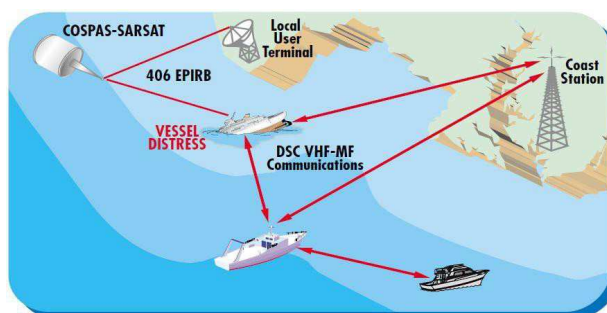 COSPAS-SARSAT
Local
User
Terminal
406 EPIRB
Coast
Station
VESSEL
DISTRESS
DSC VHF-MF
Communications